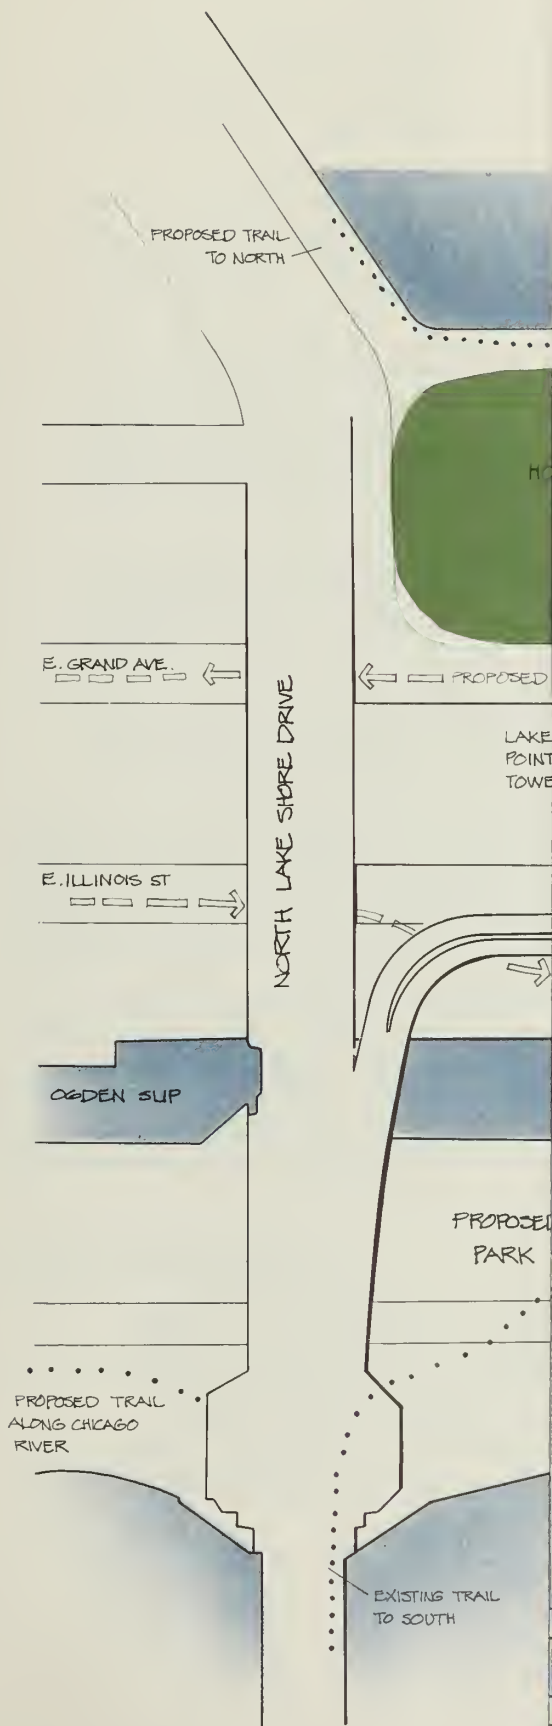 PROPOSED TRAIL
TO NORTH
HO
E. GRAND AVE.
PROPOSED
LAKE
POINT
TOWE
NORTH LAKE SHORE DRIVE
E. ILLINOIS ST
OGDEN SLIP
PROPOSED
PARK
PROPOSED TRAIL
ALONG CHICAGO
RIVER
EXISTING TRAIL
TO SOUTH